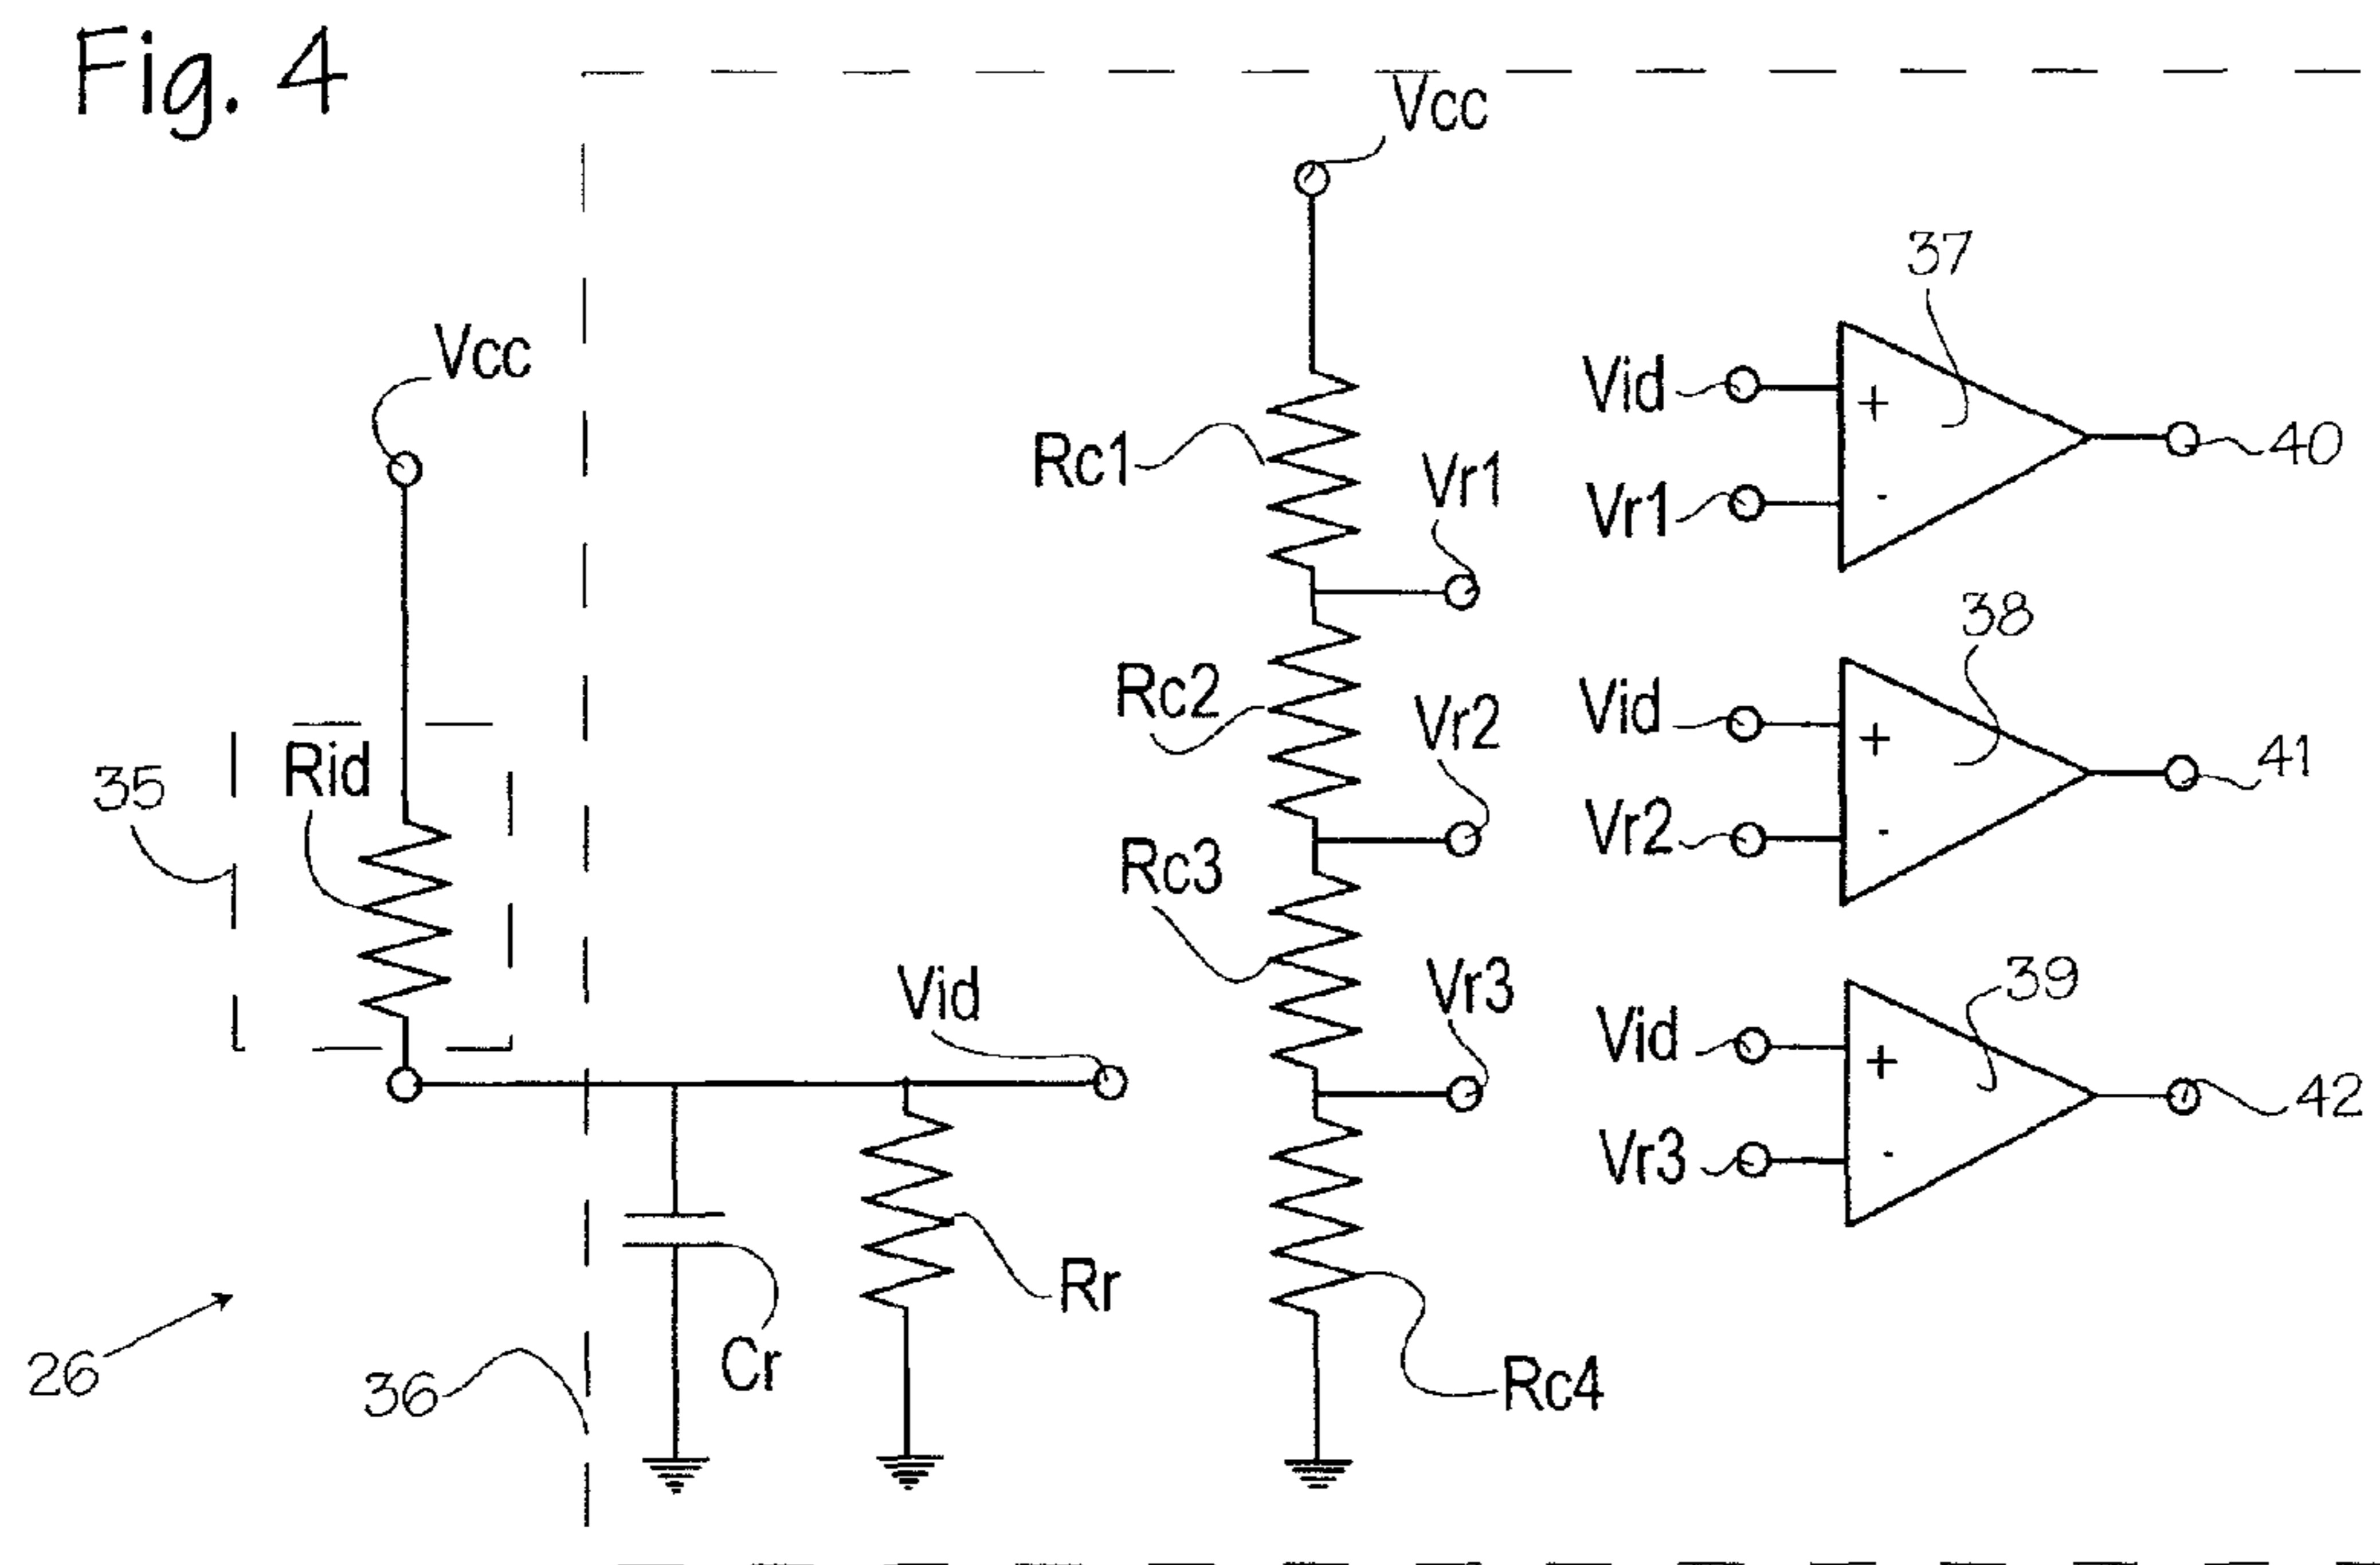 Fig. 4
Vcc
37
Vcc
Vid
40
Rc1
Vr1
Vr1
+
-
38
Rc2
Vid
Vr2
41
35
Rid
Rc3
Vr2
+
-
39
Vid
Vr3
Vid
42
Vr3
+
-
26
36
Cr
Rr
Rc4